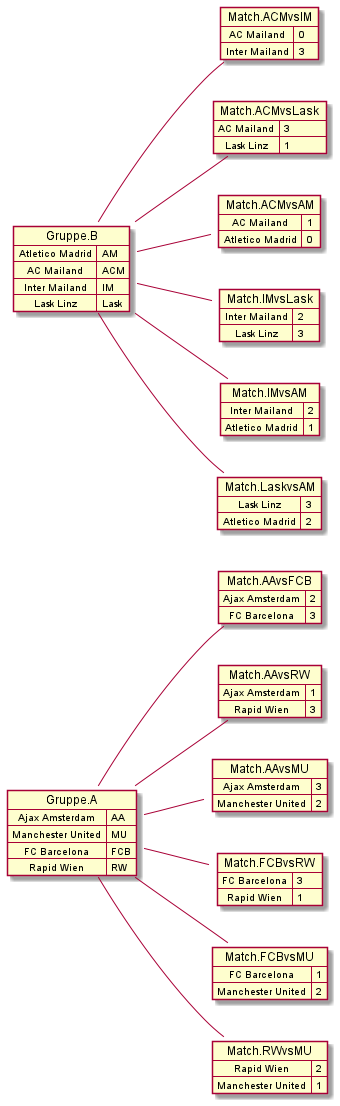 Match.ACMvsIM
AC Mailand 0
Inter Mailand 3
Match.ACMvsLask
AC Mailand 3
Lask Linz 1
Match.ACMvsAM
AC Mailand 1
Atletico Madrid 0
Gruppe.B
Atletico Madrid AM
AC Mailand ACM
Inter Mailand IM
Lask Linz Lask
Match.IMvsLask
Inter Mailand 2
Lask Linz 3
Match.IMvsAM
Inter Mailand 2
Atletico Madrid 1
Match.LaskvsAM
Lask Linz 3
Atletico Madrid 2
Match.AAvsFCB
Ajax Amsterdam 2
FC Barcelona 3
Match.AAvsRW
Ajax Amsterdam 1
Rapid Wien 3
Match.AAvsMU
Ajax Amsterdam 3
Manchester United 2
Gruppe.A
Ajax Amsterdam AA
Manchester United MU
FC Barcelona FCB
Rapid Wien RW
Match.FCBvsRW
FC Barcelona 3
Rapid Wien 1
Match.FCBvsMU
FC Barcelona 1
Manchester United 2
Match.RWvsMU
Rapid Wien 2
Manchester United 1